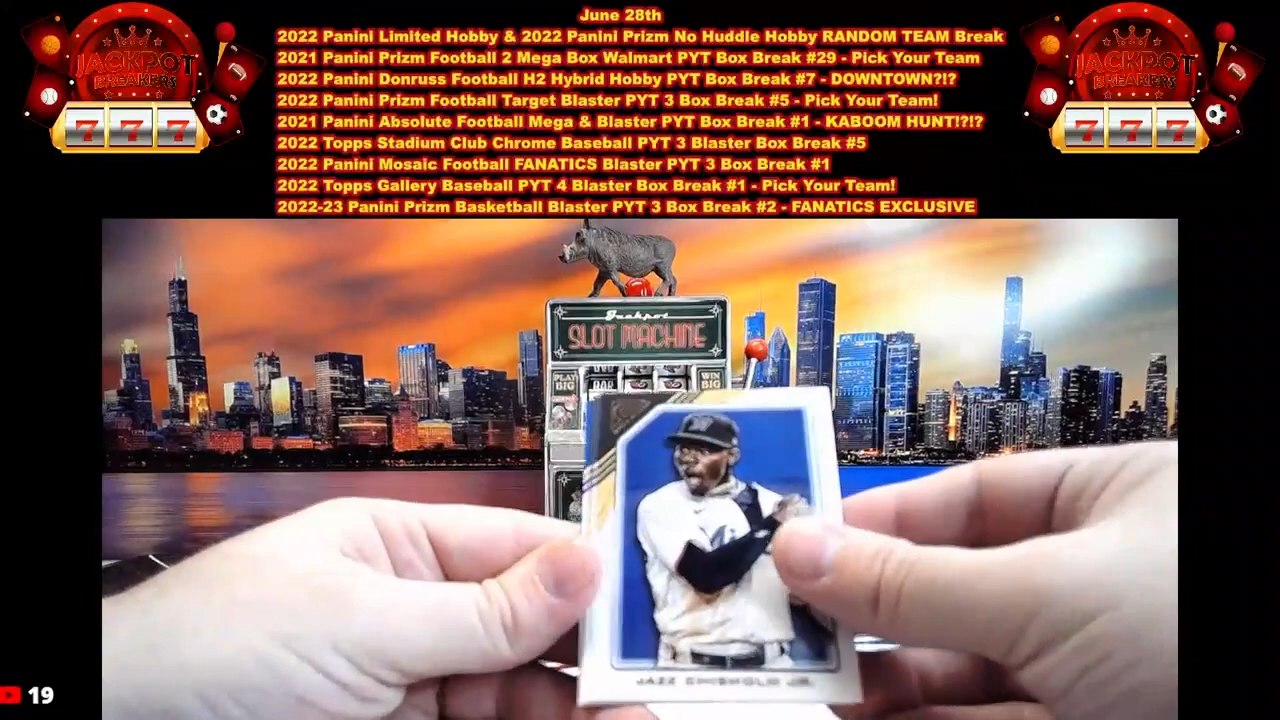 June 28th
2022 Panini Limited Hobby & 2022 Panini Prizm No Huddle Hobby RANDOM TEAM Break
2021 Panini Prizm Football 2 Mega Box Walmart PYT Box Break #29 - Pick Your Team
2022 Panini Donruss Football H2 Hybrid Hobby PYT Box Break #7 - DOWNTOWN?!?
2022 Panini Prizm Football Target Blaster PYT 3 Box Break #5 - Pick Your Team!
2021 Panini Absolute Football Mega & Blaster PYT Box Break #1 - KABOOM HUNT!?!?
2022 Topps Stadium Club Chrome Baseball PYT 3 Blaster Box Break #5
2022 Panini Mosaic Football FANATICS Blaster PYT 3 Box Break #1
2022 Topps Gallery Baseball PYT 4 Blaster Box Break #1 - Pick Your Team!
2022-23 Panini Prizm Basketball Blaster PYT 3 Box Break #2 - FANATICS EXCLUSIVE
JACKPOT
BREAKERS
777
JACKPOT
BREAKERS
777
Jackpot
SLOT MACHINE
PLAY
BIG
BAR
WIN
BIG
JAZZ CHISHOLM JR.
19